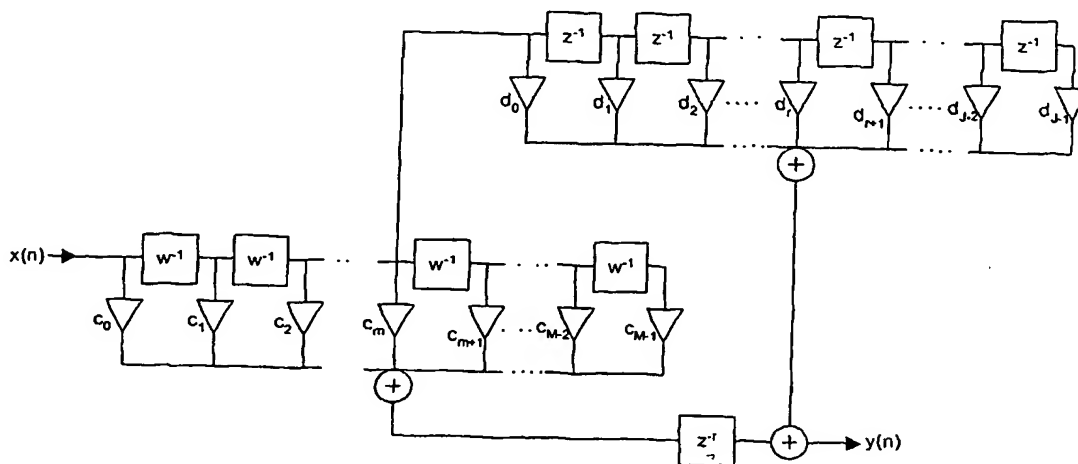 z⁻¹ z⁻¹ z⁻¹ z⁻¹
d₀ d₁ d₂ ..... dᵣ dᵣ₊₁ ..... d_J-2 d_J-1
+
x(n) w⁻¹ w⁻¹ .. w⁻¹ w⁻¹
c₀ c₁ c₂ cₘ cₘ₊₁ ..... c_M-2 c_M-1
+
z⁻ʳ + y(n)